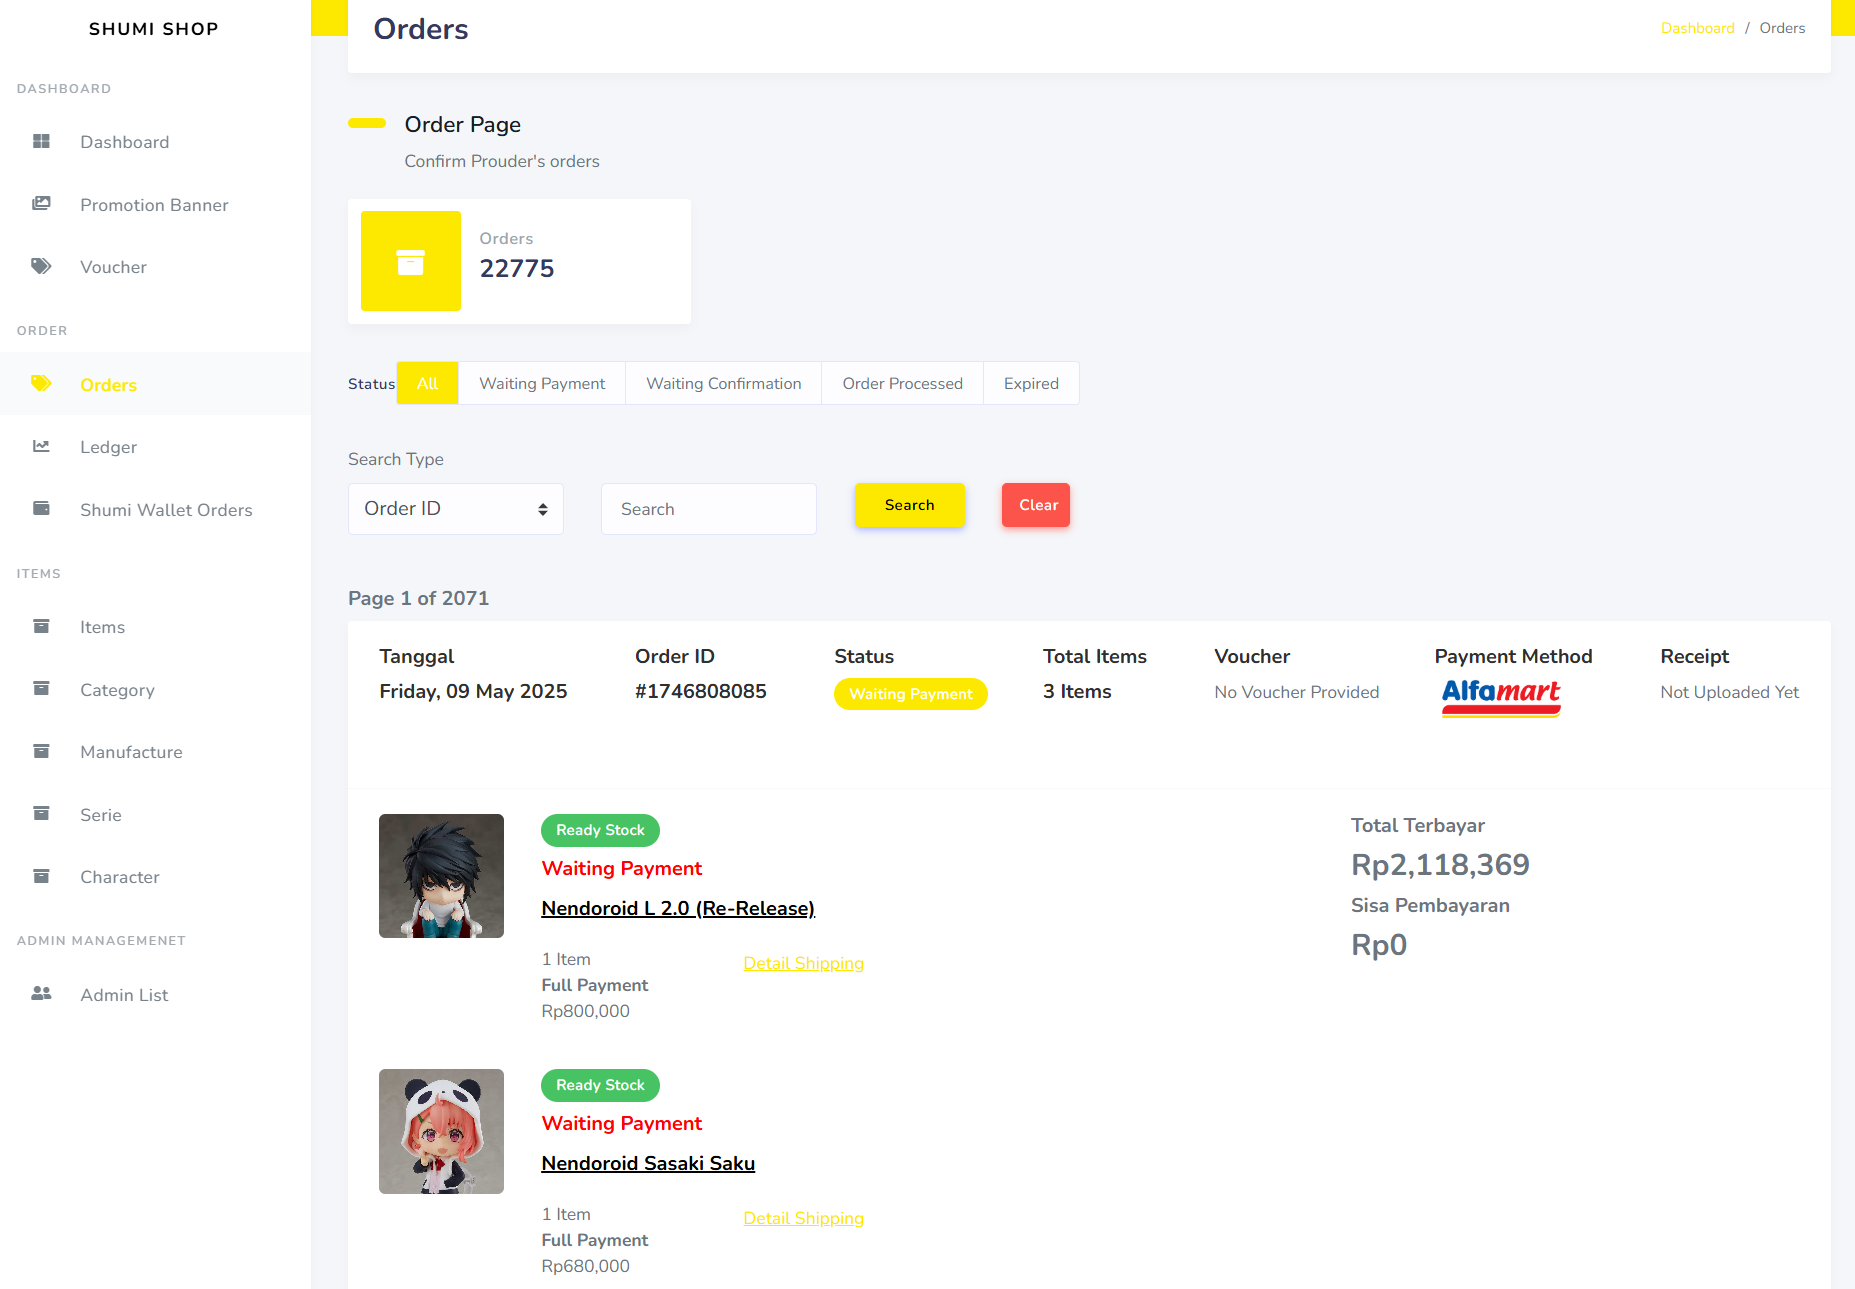 SHUMI SHOP
DASHBOARD
Dashboard
Promotion Banner
Voucher
ORDER
Orders
Ledger
Shumi Wallet Orders
ITEMS
Items
Category
Manufacture
Serie
Character
ADMIN MANAGEMENET
Admin List
Orders
Dashboard / Orders
Order Page
Confirm Prouder's orders
Orders
22775
Status All Waiting Payment Waiting Confirmation Order Processed Expired
Search Type
Order ID Search Search Clear
Page 1 of 2071
Tanggal Order ID Status Total Items Voucher Payment Method Receipt
Friday, 09 May 2025 #1746808085 Waiting Payment 3 Items No Voucher Provided Alfamart Not Uploaded Yet
Ready Stock
Waiting Payment
Nendoroid L 2.0 (Re-Release)
1 Item Detail Shipping
Full Payment
Rp800,000
Total Terbayar
Rp2,118,369
Sisa Pembayaran
Rp0
Ready Stock
Waiting Payment
Nendoroid Sasaki Saku
1 Item Detail Shipping
Full Payment
Rp680,000